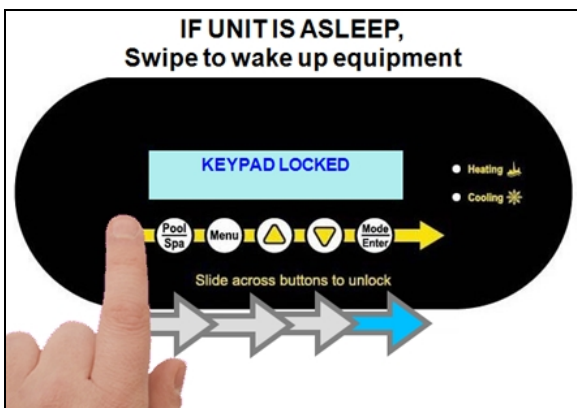 IF UNIT IS ASLEEP,
Swipe to wake up equipment
KEYPAD LOCKED
Heating
Cooling
Pool
Spa
Menu
Mode
Enter
Slide across buttons to unlock